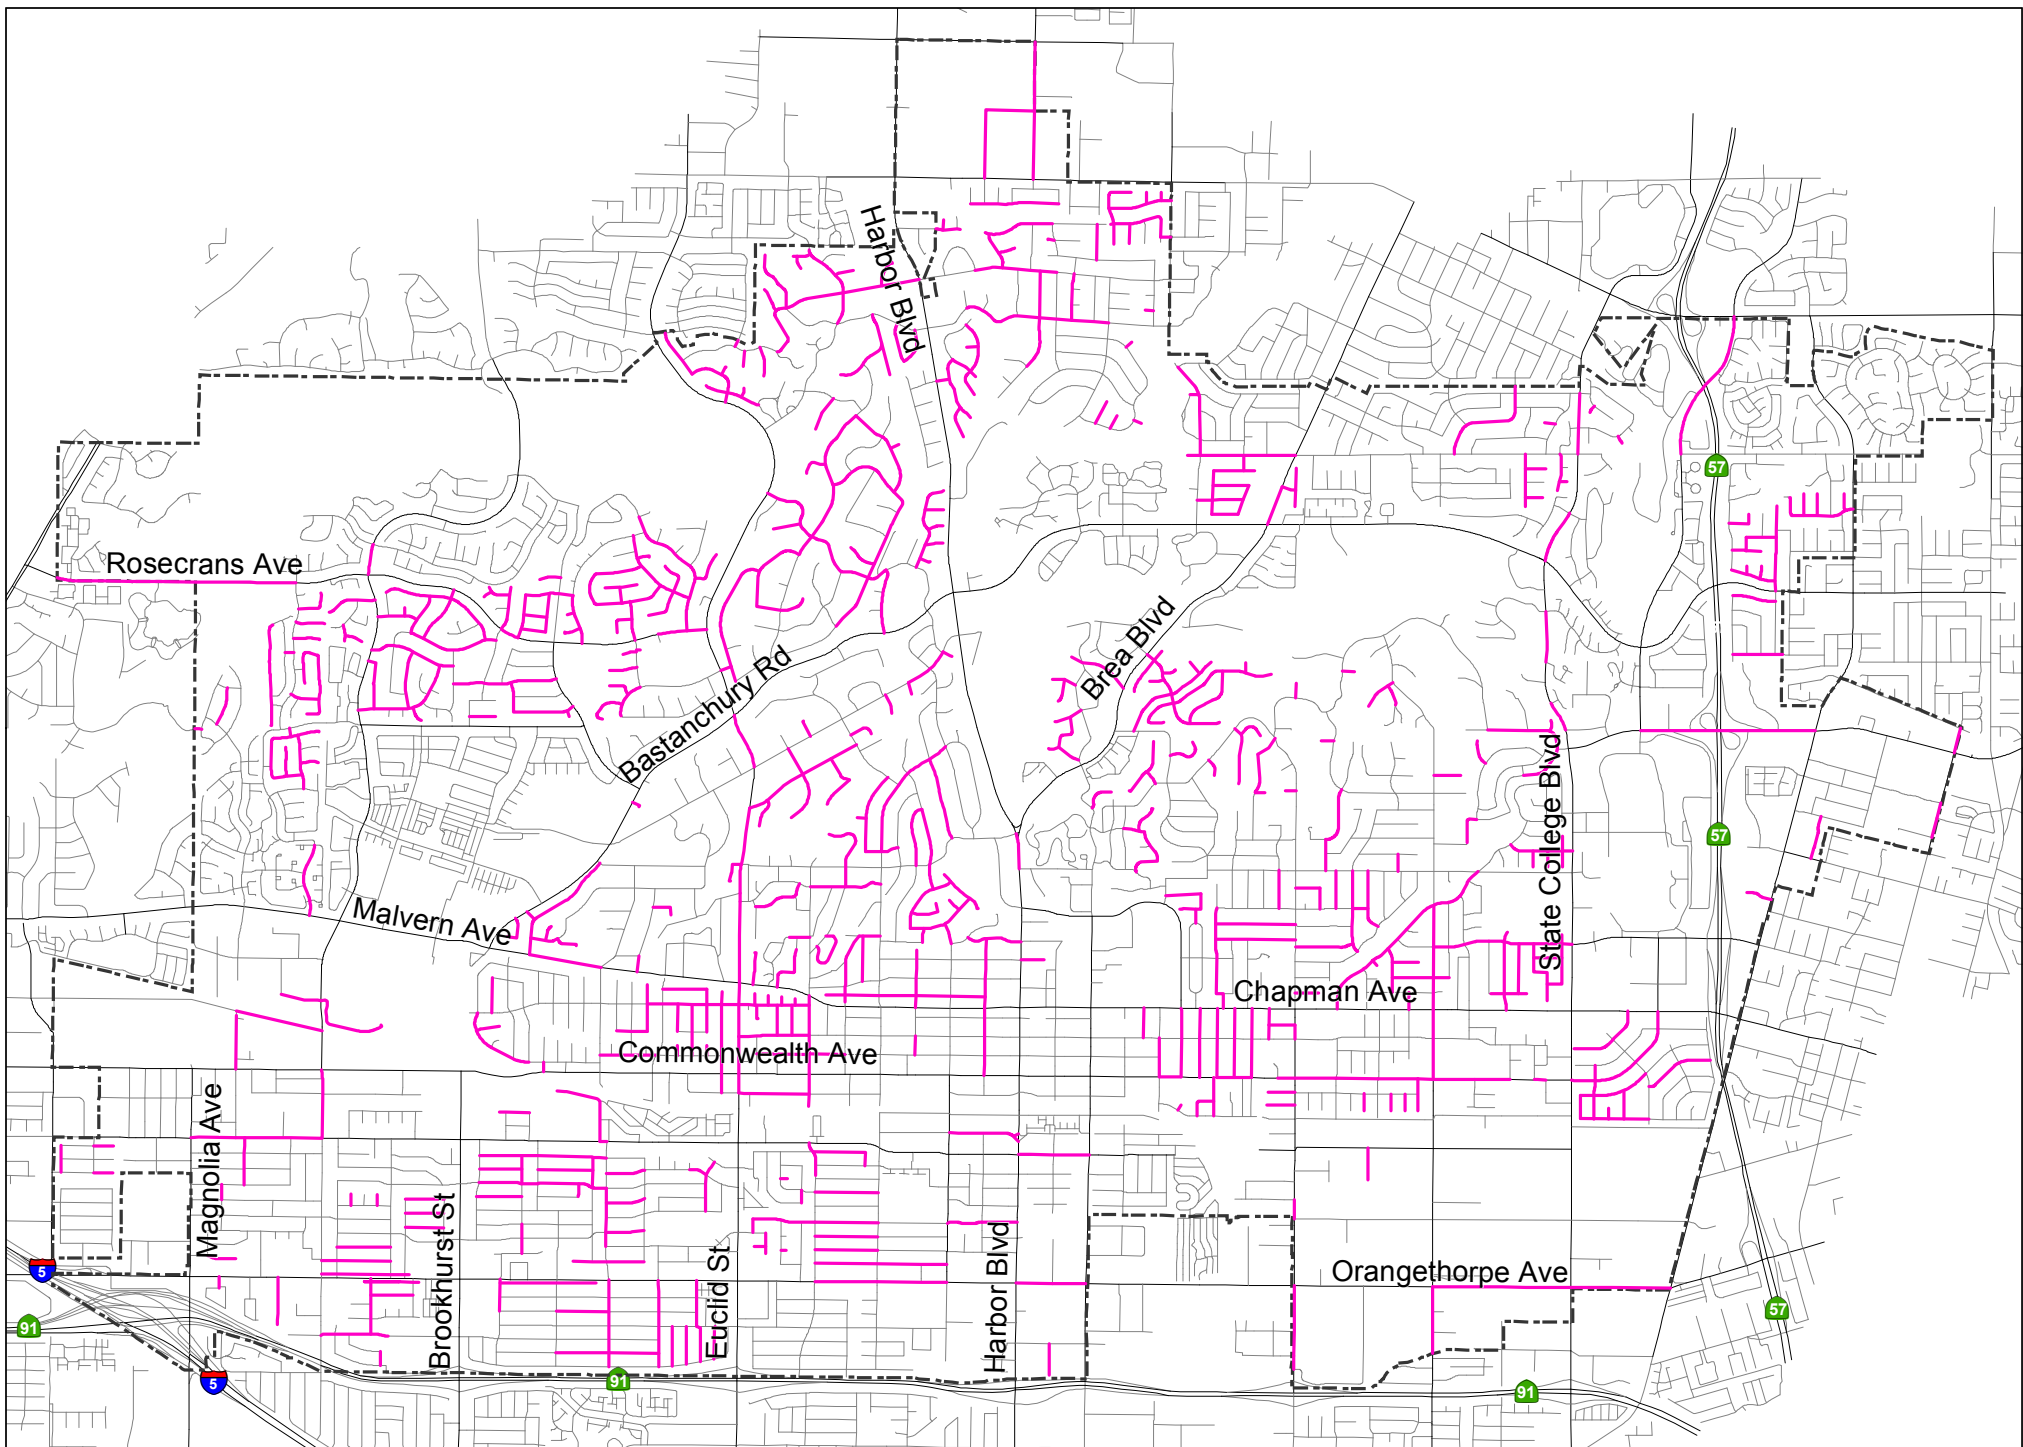 Harbor Blvd
57
Rosecrans Ave
Brea Blvd
Bastanchury Rd
State College Blvd
57
Malvern Ave
Chapman Ave
Commonwealth Ave
Magnolia Ave
Brookhurst St
Euclid St
Harbor Blvd
Orangethorpe Ave
5
57
91
5
91
91